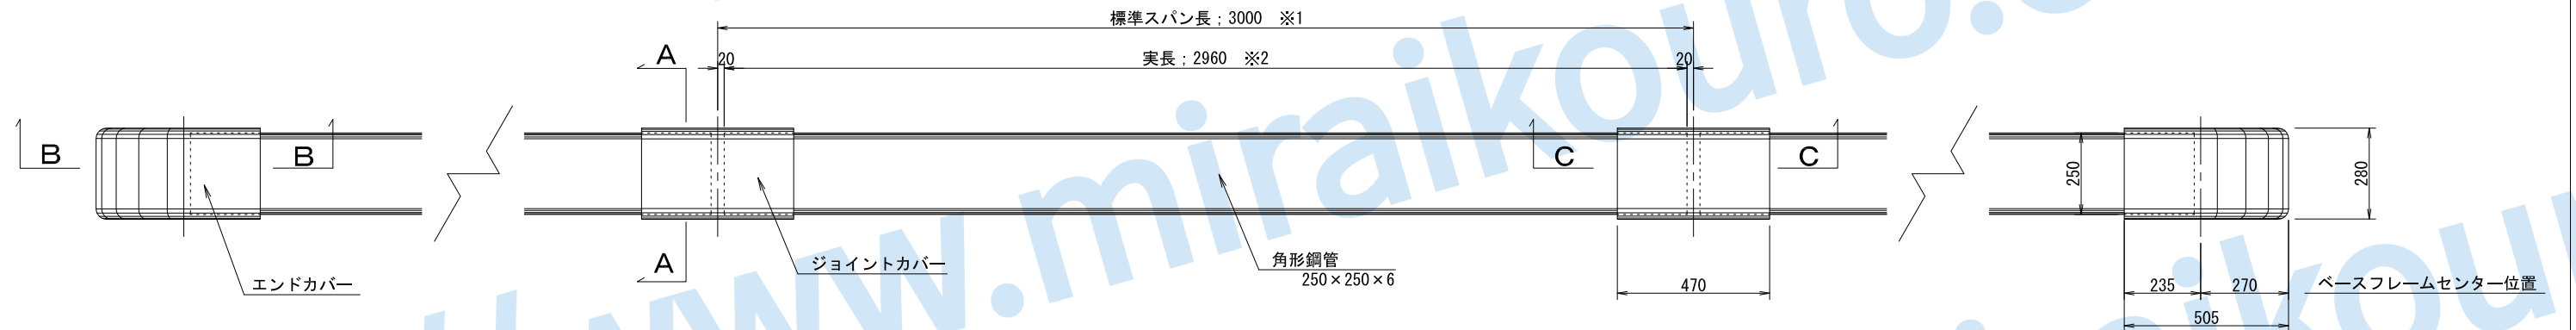 標準スパン長；3000　※1
実長；2960　※2
20
20
A
A
B
B
C
C
250
280
エンドカバー
ジョイントカバー
角形鋼管
250×250×6
470
235
270
505
ベースフレームセンター位置
www.miraikouro.c
miraikouro